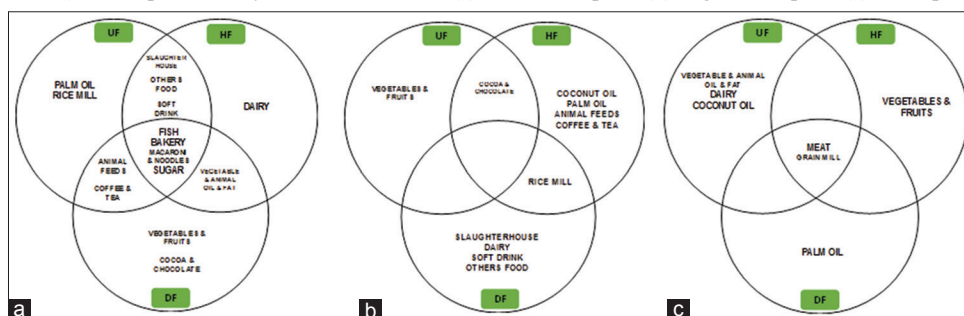 UF
HF
SLAUGHTER
HOUSE
PALM OIL
RICE MILL
OTHERS
FOOD
DAIRY
SOFT
DRINK
FISH
BAKERY
MACARONI
& NOODLES
SUGAR
ANIMAL
FEEDS
COFFEE &
TEA
VEGETABLE
& ANIMAL
OIL & FAT
VEGETABLES &
FRUITS
COCOA &
CHOCOLATE
DF
a
UF
HF
VEGETABLES &
FRUITS
COCOA &
CHOCOLATE
COCONUT OIL
PALM OIL
ANIMAL FEEDS
COFFEE & TEA
RICE MILL
SLAUGHTERHOUSE
DAIRY
SOFT DRINK
OTHERS FOOD
DF
b
UF
HF
VEGETABLE & ANIMAL
OIL & FAT
DAIRY
COCONUT OIL
VEGETABLES &
FRUITS
MEAT
GRAIN MILL
PALM OIL
DF
c